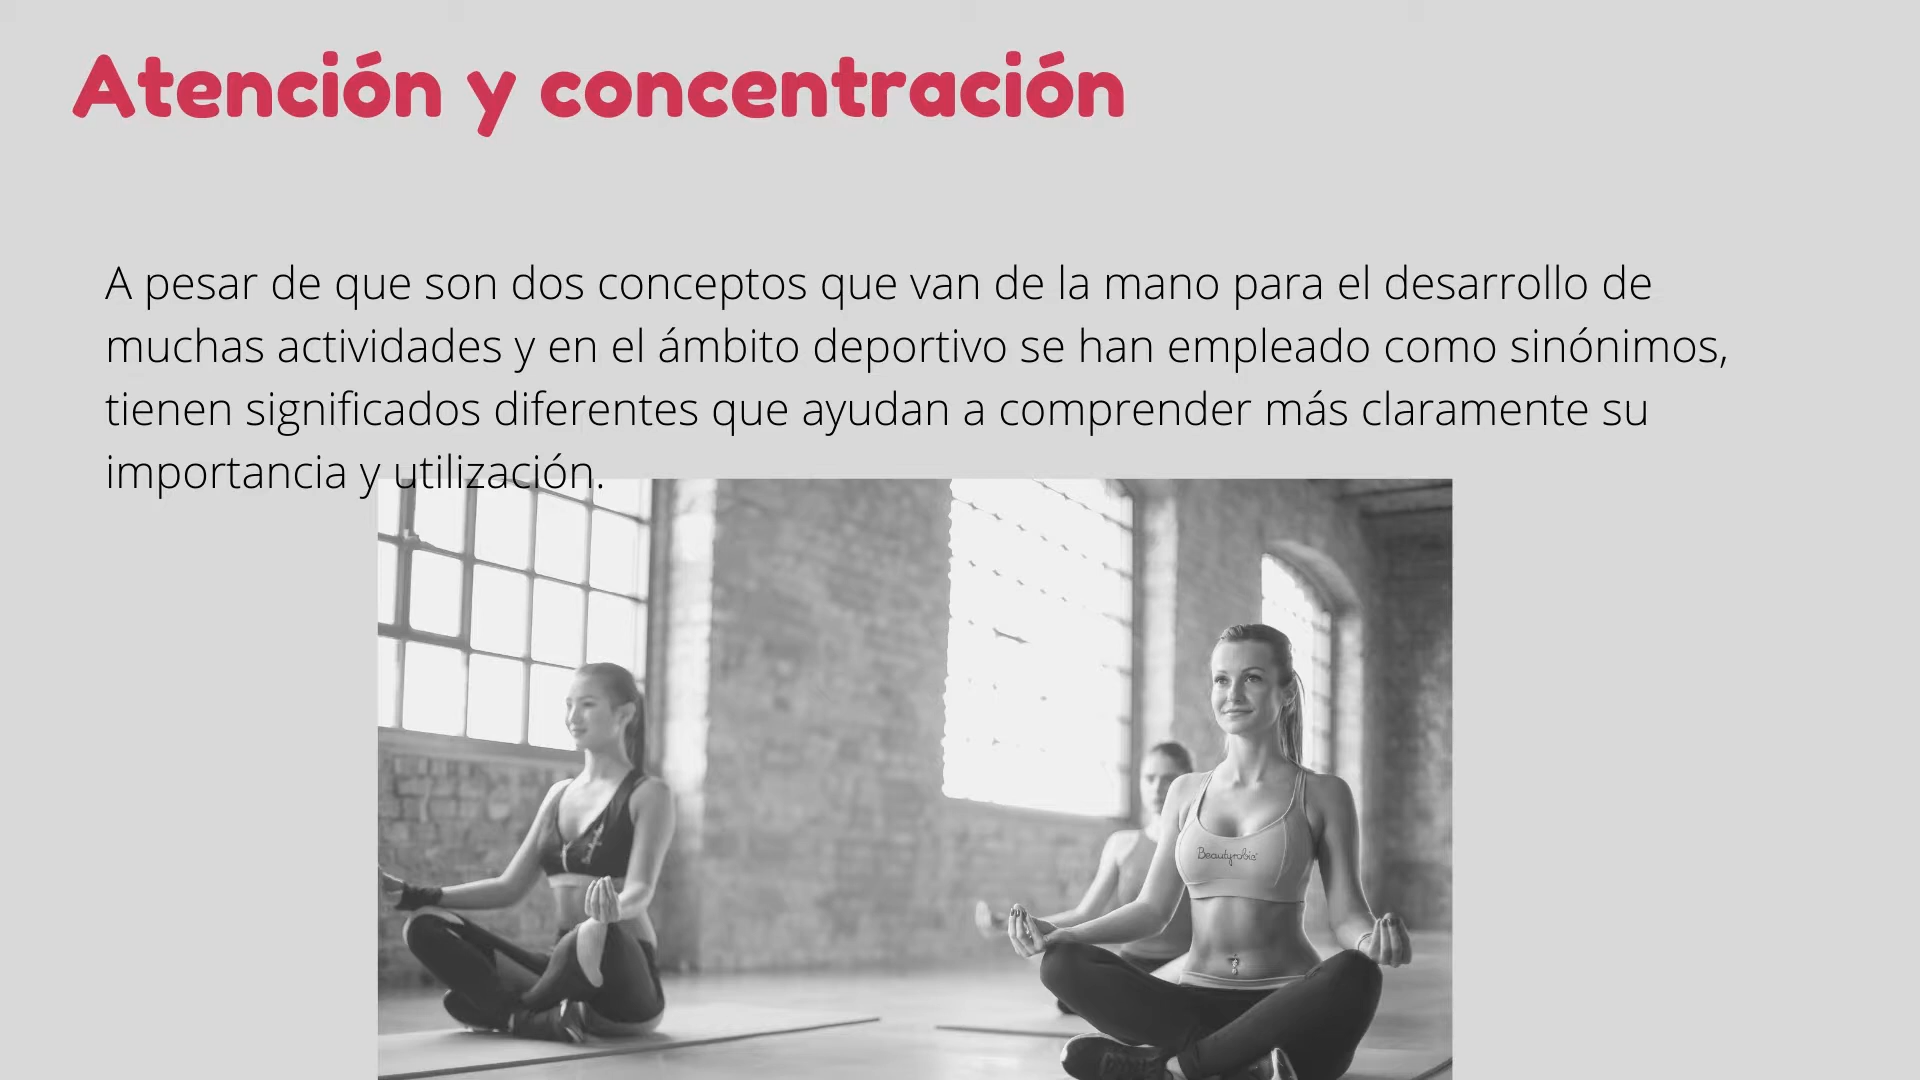 Atención y concentración
A pesar de que son dos conceptos que van de la mano para el desarrollo de
muchas actividades y en el ámbito deportivo se han empleado como sinónimos,
tienen significados diferentes que ayudan a comprender más claramente su
importancia y utilización.
Beautyrobic